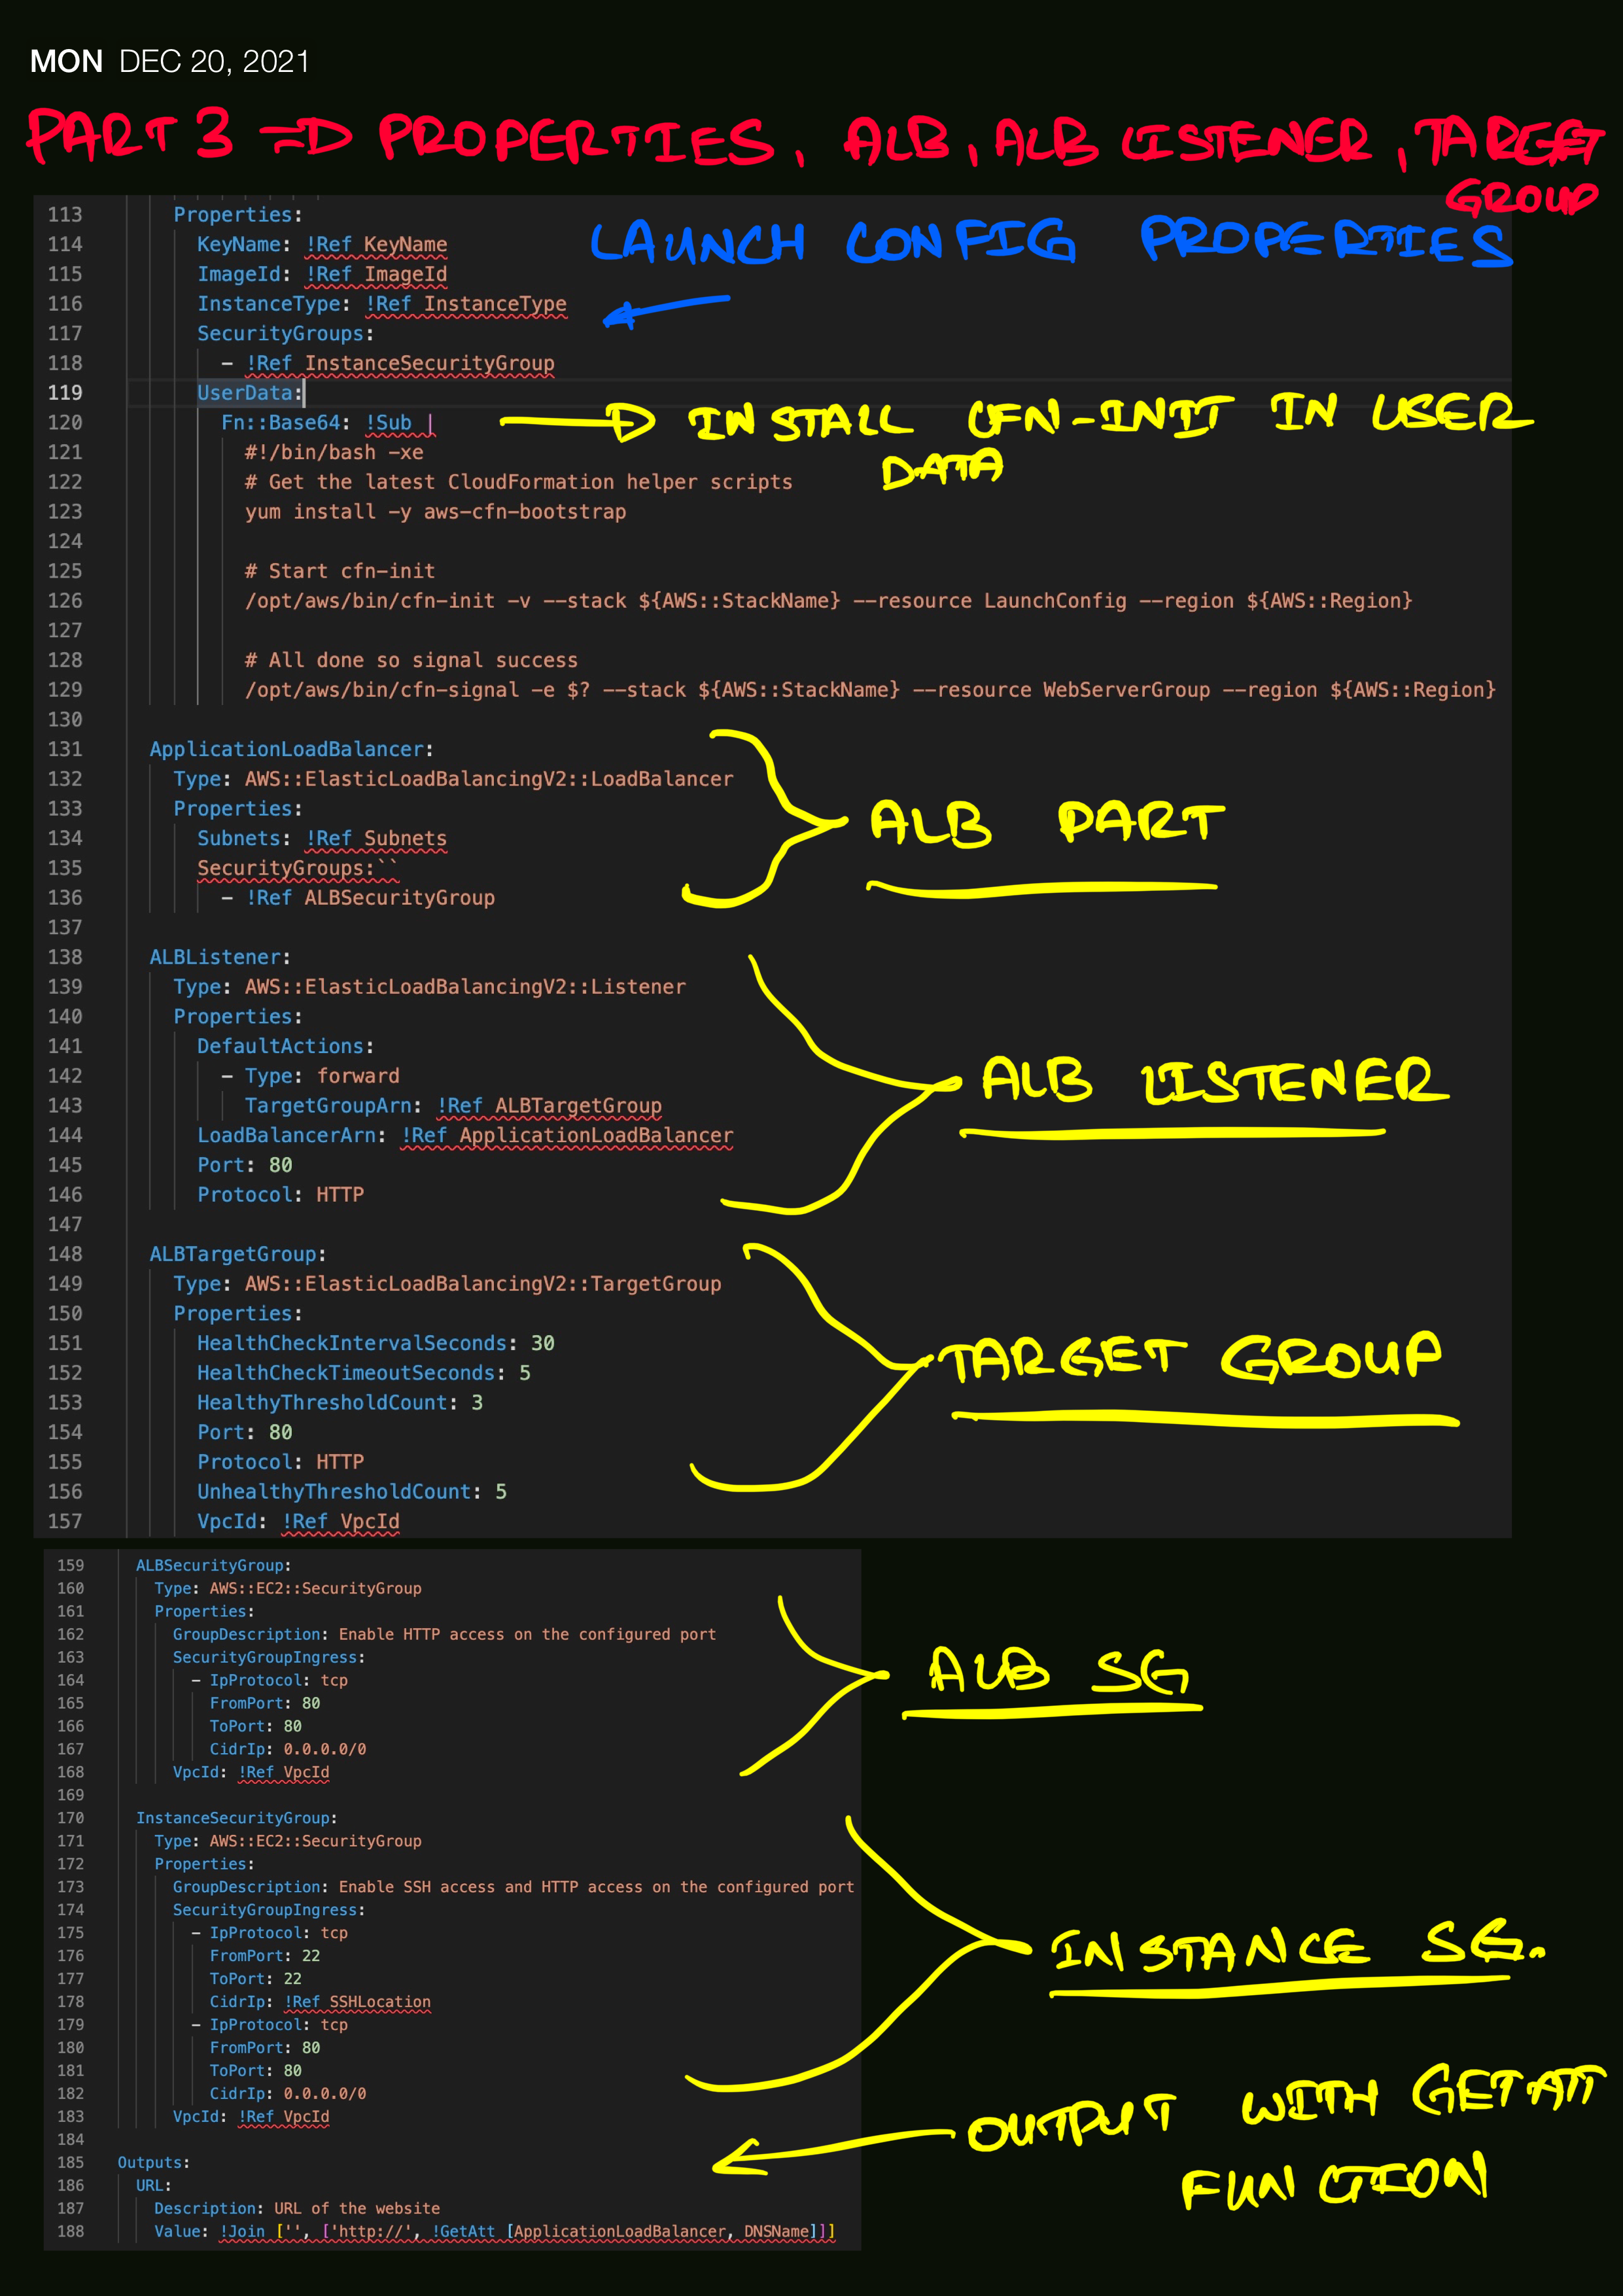 MON DEC 20, 2021
PART 3 => PROPERTIES, ALB, ALB LISTENER, TARGET
GROUP
113 Properties:
LAUNCH CONFIG PROPERTIES
114 KeyName: !Ref KeyName
115 ImageId: !Ref ImageId
116 InstanceType: !Ref InstanceType
117 SecurityGroups:
118 - !Ref InstanceSecurityGroup
119 UserData:
120 Fn::Base64: !Sub |
INSTALL CFN-INIT IN USER
DATA
121 #!/bin/bash -xe
122 # Get the latest CloudFormation helper scripts
123 yum install -y aws-cfn-bootstrap
124
125 # Start cfn-init
126 /opt/aws/bin/cfn-init -v --stack ${AWS::StackName} --resource LaunchConfig --region ${AWS::Region}
127
128 # All done so signal success
129 /opt/aws/bin/cfn-signal -e $? --stack ${AWS::StackName} --resource WebServerGroup --region ${AWS::Region}
130
131 ApplicationLoadBalancer:
132 Type: AWS::ElasticLoadBalancingV2::LoadBalancer
133 Properties:
134 Subnets: !Ref Subnets
135 SecurityGroups:``
136 - !Ref ALBSecurityGroup
ALB PART
137
138 ALBListener:
139 Type: AWS::ElasticLoadBalancingV2::Listener
140 Properties:
141 DefaultActions:
142 - Type: forward
143 TargetGroupArn: !Ref ALBTargetGroup
144 LoadBalancerArn: !Ref ApplicationLoadBalancer
145 Port: 80
146 Protocol: HTTP
ALB LISTENER
147
148 ALBTargetGroup:
149 Type: AWS::ElasticLoadBalancingV2::TargetGroup
150 Properties:
151 HealthCheckIntervalSeconds: 30
152 HealthCheckTimeoutSeconds: 5
153 HealthyThresholdCount: 3
154 Port: 80
155 Protocol: HTTP
156 UnhealthyThresholdCount: 5
157 VpcId: !Ref VpcId
TARGET GROUP
159 ALBSecurityGroup:
160 Type: AWS::EC2::SecurityGroup
161 Properties:
162 GroupDescription: Enable HTTP access on the configured port
163 SecurityGroupIngress:
164 - IpProtocol: tcp
165 FromPort: 80
166 ToPort: 80
167 CidrIp: 0.0.0.0/0
168 VpcId: !Ref VpcId
ALB SG
169
170 InstanceSecurityGroup:
171 Type: AWS::EC2::SecurityGroup
172 Properties:
173 GroupDescription: Enable SSH access and HTTP access on the configured port
174 SecurityGroupIngress:
175 - IpProtocol: tcp
176 FromPort: 22
177 ToPort: 22
178 CidrIp: !Ref SSHLocation
179 - IpProtocol: tcp
180 FromPort: 80
181 ToPort: 80
182 CidrIp: 0.0.0.0/0
183 VpcId: !Ref VpcId
INSTANCE SG.
184
185 Outputs:
186 URL:
187 Description: URL of the website
188 Value: !Join ['', ['http://', !GetAtt [ApplicationLoadBalancer, DNSName]]]
OUTPUT WITH GETATT
FUNCTION